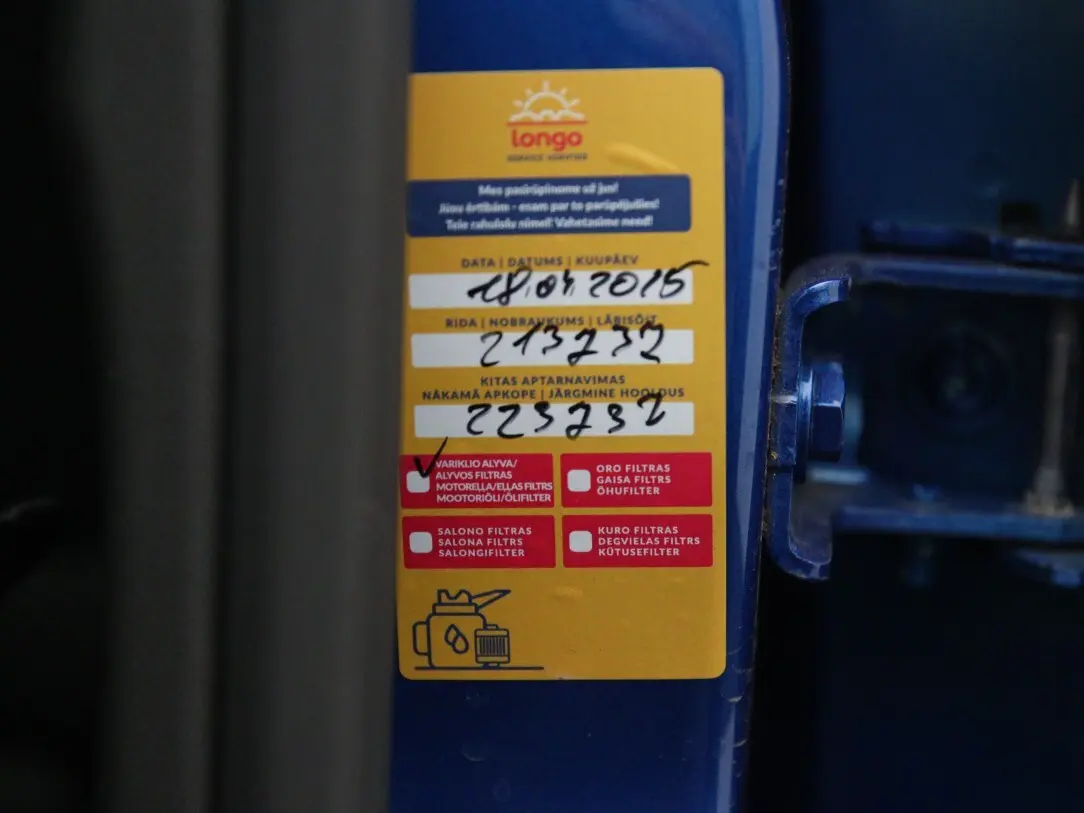 longo
Mes pasirūpinome už jus!
Jūsu ērtībām - esam par to parūpējušies!
Teie rahulolu nimel! Vahetasime need!
DATA | DATUMS | KUUPÄEV
18.04.2015
RIDA | NOBRAUKUMS | LÄBISÕIT
213232
KITAS APTARNAVIMAS
NĀKAMĀ APKOPE | JÄRGMINE HOOLDUS
223232
VARIKLIO ALYVA/
ALYVOS FILTRAS
MOTOREĻĻA/EĻĻAS FILTRS
MOOTORIÕLI/ÕLIFILTER
ORO FILTRAS
GAISA FILTRS
ÕHUFILTER
SALONO FILTRAS
SALONA FILTRS
SALONGIFILTER
KURO FILTRAS
DEGVIELAS FILTRS
KÜTUSEFILTER